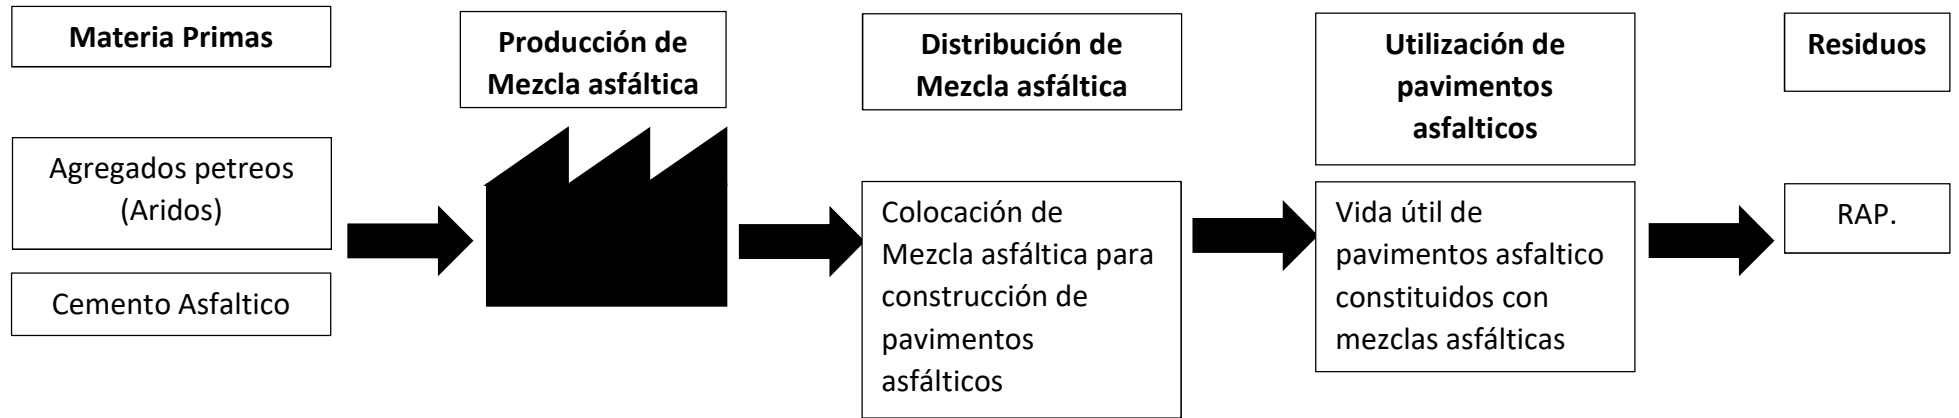 Materia Primas
Producción de
Mezcla asfáltica
Distribución de
Mezcla asfáltica
Utilización de
pavimentos
asfalticos
Residuos
Agregados petreos
(Aridos)
Cemento Asfaltico
Colocación de
Mezcla asfáltica para
construcción de
pavimentos
asfálticos
Vida útil de
pavimentos asfaltico
constituidos con
mezclas asfálticas
RAP.